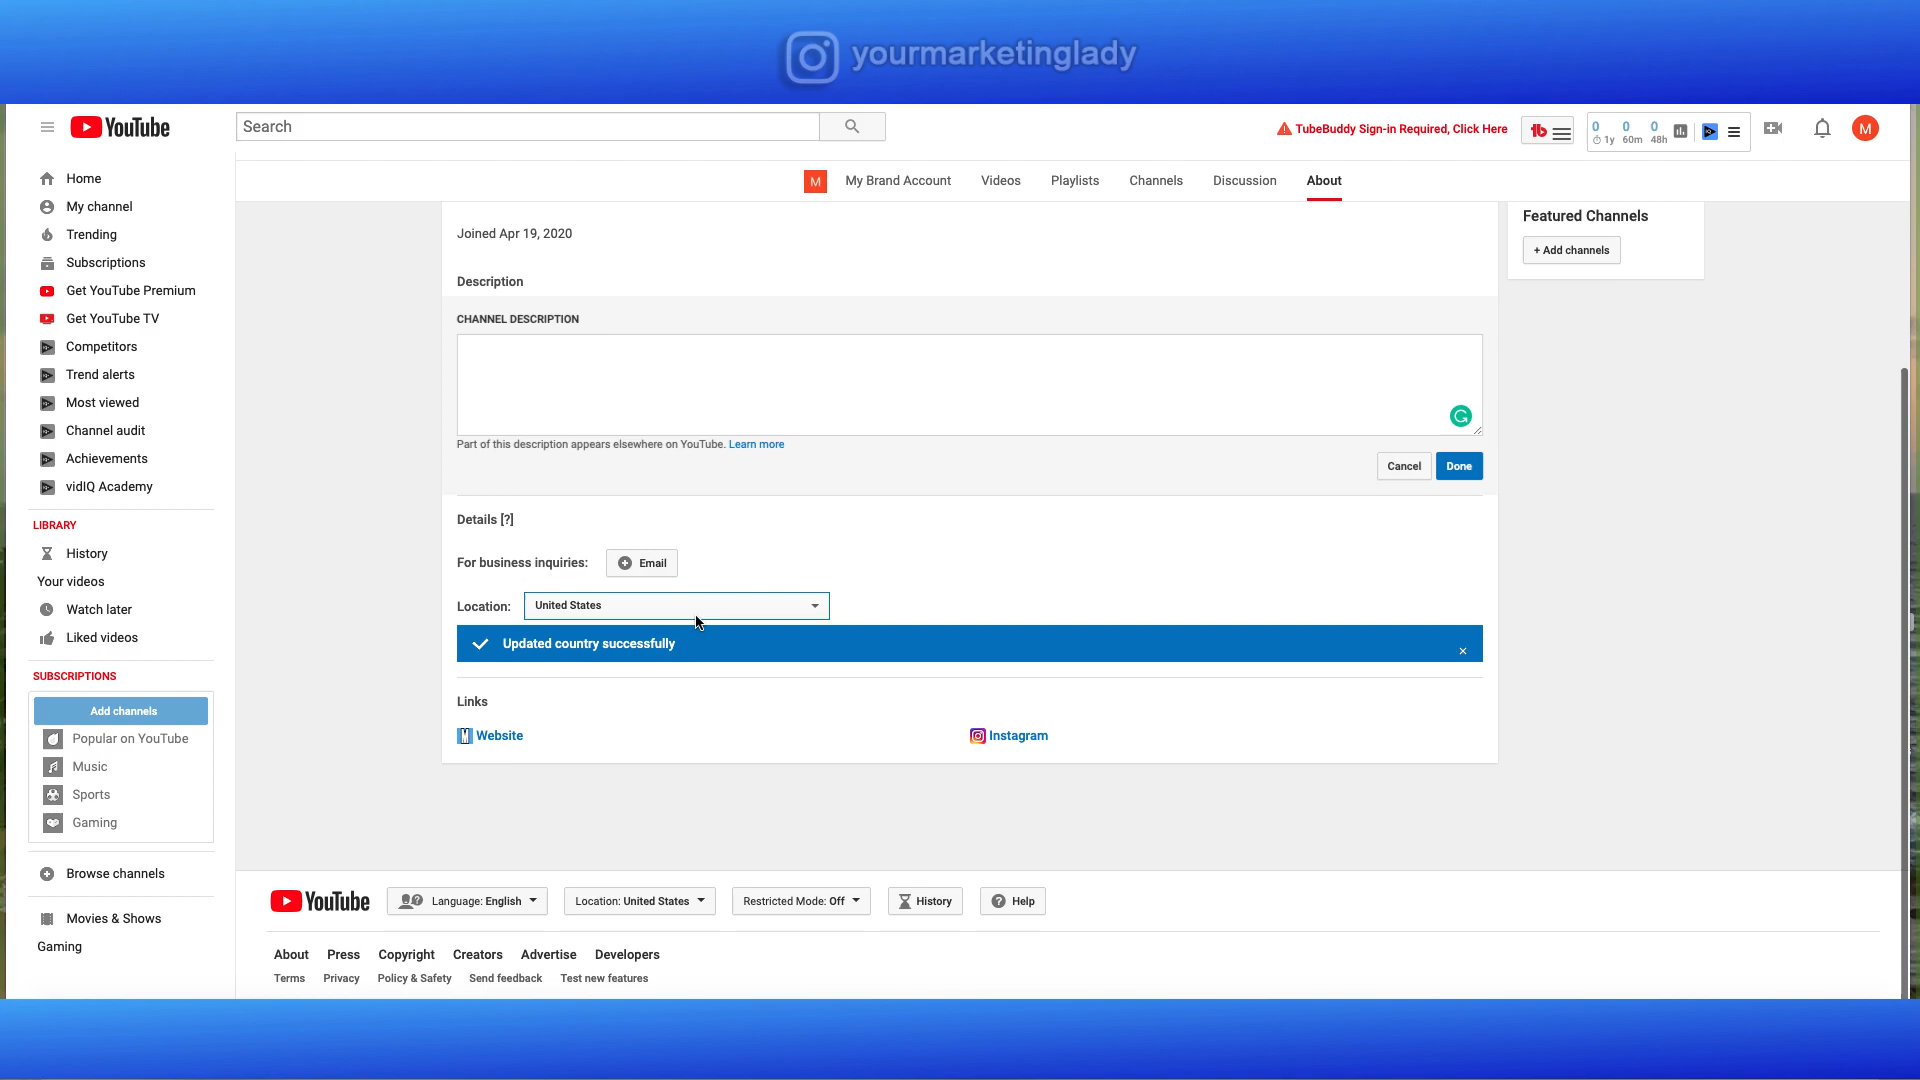 yourmarketinglady
YouTube
Search
TubeBuddy Sign-in Required, Click Here
tb
0 0 0
1y 60m 48h
M
M My Brand Account Videos Playlists Channels Discussion About
Home
My channel
Trending
Subscriptions
Get YouTube Premium
Get YouTube TV
Competitors
Trend alerts
Most viewed
Channel audit
Achievements
vidIQ Academy
LIBRARY
History
Your videos
Watch later
Liked videos
SUBSCRIPTIONS
Add channels
Popular on YouTube
Music
Sports
Gaming
Browse channels
Movies & Shows
Gaming
Joined Apr 19, 2020
Description
CHANNEL DESCRIPTION
Part of this description appears elsewhere on YouTube. Learn more
Cancel Done
Details [?]
For business inquiries: Email
Location: United States
Updated country successfully
×
Links
Website Instagram
Featured Channels
+ Add channels
YouTube Language: English Location: United States Restricted Mode: Off History Help
About Press Copyright Creators Advertise Developers
Terms Privacy Policy & Safety Send feedback Test new features